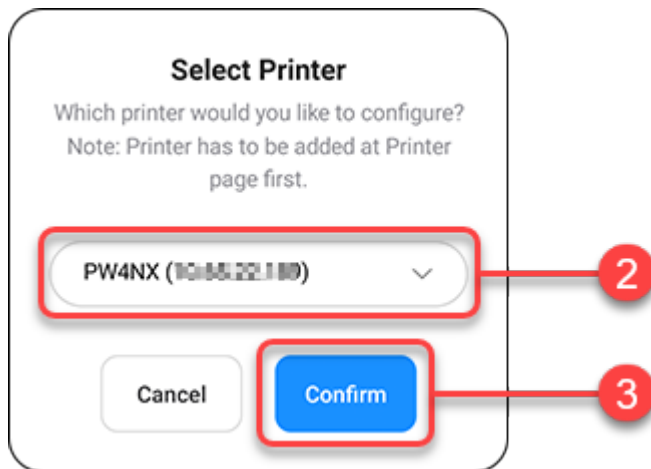 Select Printer
Which printer would you like to configure?
Note: Printer has to be added at Printer
page first.
PW4NX (
)
2
Cancel
Confirm
3